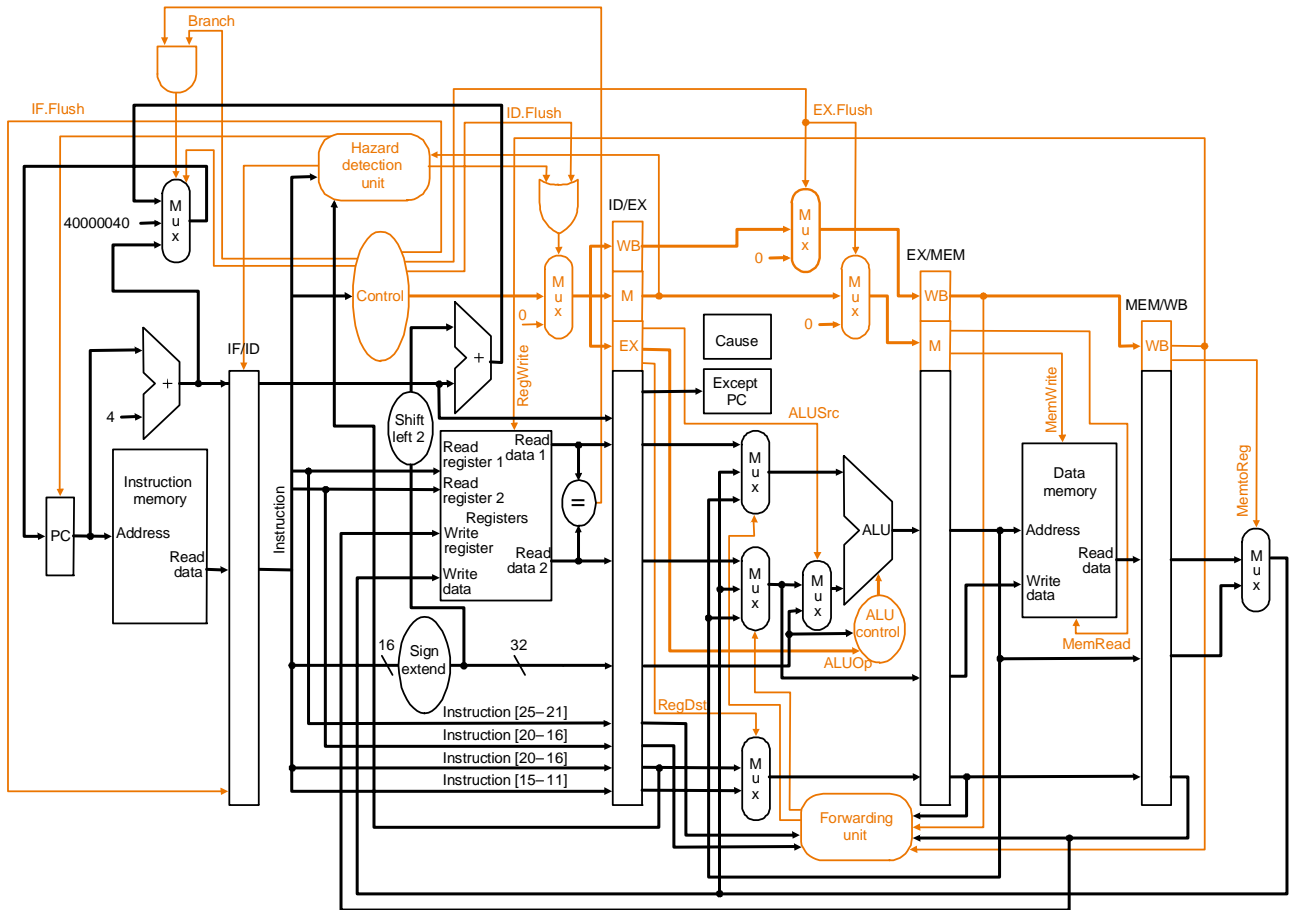 Branch
IF.Flush
ID.Flush
EX.Flush
Hazard
detection
unit
M
u
x
40000040
ID/EX
M
u
x
WB
0
EX/MEM
Control
M
u
x
0
M
M
u
x
0
WB
MEM/WB
M
WB
EX
Cause
IF/ID
+
4
+
RegWrite
Except
PC
Shift
left 2
ALUSrc
MemWrite
MemtoReg
Read
register 1
Read
data 1
Read
register 2
Registers
Write
register
Read
data 2
Write
data
=
M
u
x
Instruction
memory
Address
Read
data
PC
Instruction
M
u
x
M
u
x
ALU
ALU
control
ALUOp
Data
memory
Address
Read
data
Write
data
MemRead
M
u
x
16
Sign
extend
32
RegDst
Instruction [25–21]
Instruction [20–16]
Instruction [20–16]
Instruction [15–11]
M
u
x
Forwarding
unit